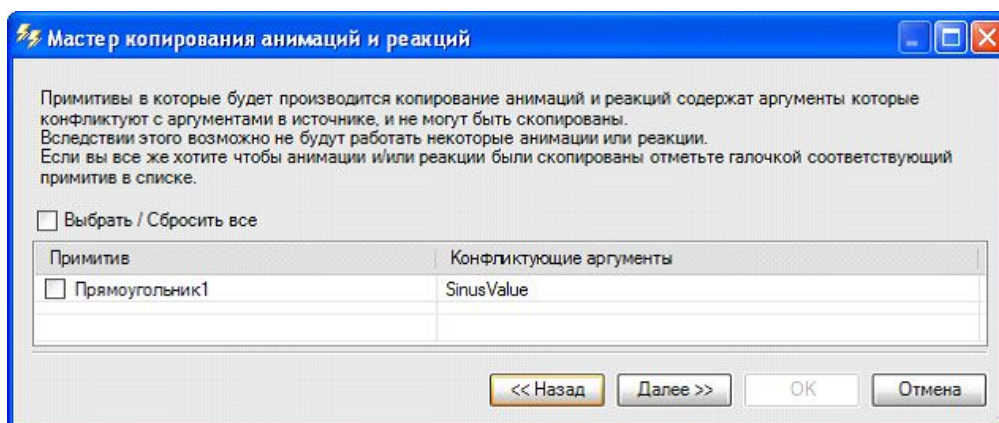 Мастер копирования анимаций и реакций
Примитивы в которые будет производится копирование анимаций и реакций содержат аргументы которые
конфликтуют с аргументами в источнике, и не могут быть скопированы.
Вследствии этого возможно не будут работать некоторые анимации или реакции.
Если вы все же хотите чтобы анимации и/или реакции были скопированы отметьте галочкой соответствующий
примитив в списке.
Выбрать / Сбросить все
Примитив Конфликтующие аргументы
Прямоугольник1 SinusValue
<< Назад Далее >> OK Отмена